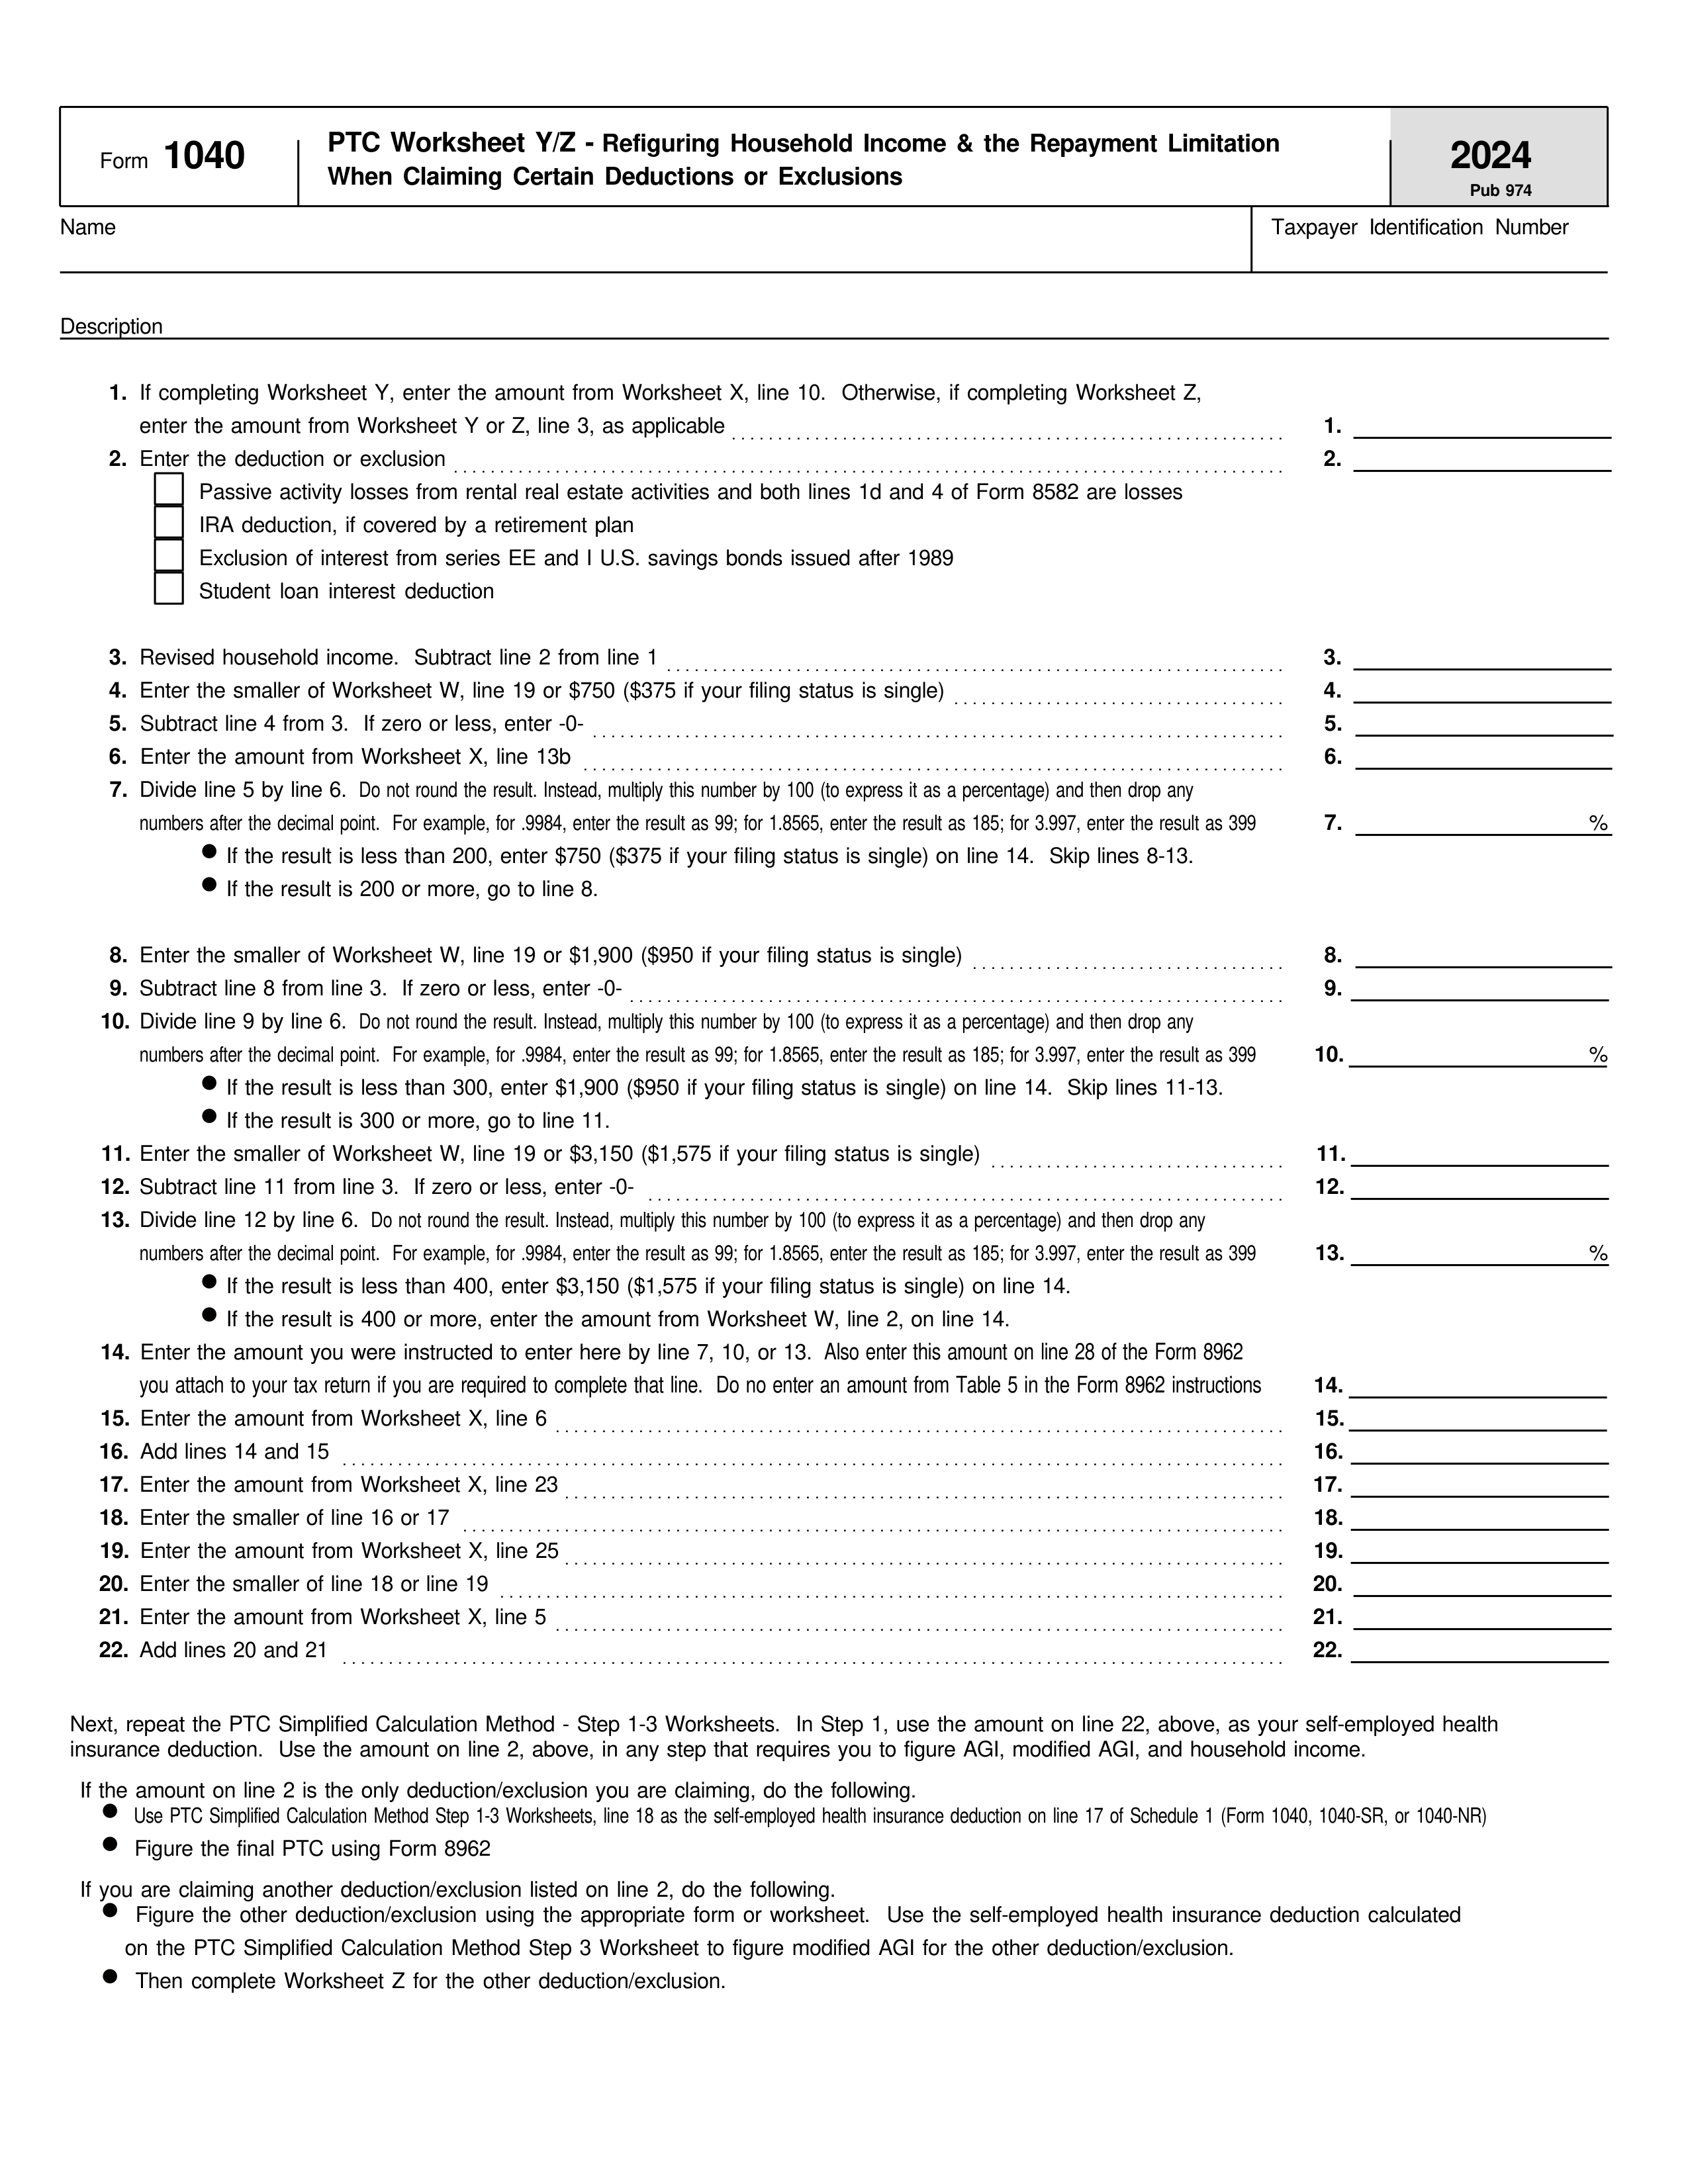 Form 1040
PTC Worksheet Y/Z - Refiguring Household Income & the Repayment Limitation
When Claiming Certain Deductions or Exclusions
2024
Pub 974
Name
Taxpayer Identification Number
Description
1. If completing Worksheet Y, enter the amount from Worksheet X, line 10. Otherwise, if completing Worksheet Z,
enter the amount from Worksheet Y or Z, line 3, as applicable 1.
2. Enter the deduction or exclusion 2.
Passive activity losses from rental real estate activities and both lines 1d and 4 of Form 8582 are losses
IRA deduction, if covered by a retirement plan
Exclusion of interest from series EE and I U.S. savings bonds issued after 1989
Student loan interest deduction
3. Revised household income. Subtract line 2 from line 1 3.
4. Enter the smaller of Worksheet W, line 19 or $750 ($375 if your filing status is single) 4.
5. Subtract line 4 from 3. If zero or less, enter -0- 5.
6. Enter the amount from Worksheet X, line 13b 6.
7. Divide line 5 by line 6. Do not round the result. Instead, multiply this number by 100 (to express it as a percentage) and then drop any
numbers after the decimal point. For example, for .9984, enter the result as 99; for 1.8565, enter the result as 185; for 3.997, enter the result as 399 7. %
● If the result is less than 200, enter $750 ($375 if your filing status is single) on line 14. Skip lines 8-13.
● If the result is 200 or more, go to line 8.
8. Enter the smaller of Worksheet W, line 19 or $1,900 ($950 if your filing status is single) 8.
9. Subtract line 8 from line 3. If zero or less, enter -0- 9.
10. Divide line 9 by line 6. Do not round the result. Instead, multiply this number by 100 (to express it as a percentage) and then drop any
numbers after the decimal point. For example, for .9984, enter the result as 99; for 1.8565, enter the result as 185; for 3.997, enter the result as 399 10. %
● If the result is less than 300, enter $1,900 ($950 if your filing status is single) on line 14. Skip lines 11-13.
● If the result is 300 or more, go to line 11.
11. Enter the smaller of Worksheet W, line 19 or $3,150 ($1,575 if your filing status is single) 11.
12. Subtract line 11 from line 3. If zero or less, enter -0- 12.
13. Divide line 12 by line 6. Do not round the result. Instead, multiply this number by 100 (to express it as a percentage) and then drop any
numbers after the decimal point. For example, for .9984, enter the result as 99; for 1.8565, enter the result as 185; for 3.997, enter the result as 399 13. %
● If the result is less than 400, enter $3,150 ($1,575 if your filing status is single) on line 14.
● If the result is 400 or more, enter the amount from Worksheet W, line 2, on line 14.
14. Enter the amount you were instructed to enter here by line 7, 10, or 13. Also enter this amount on line 28 of the Form 8962
you attach to your tax return if you are required to complete that line. Do no enter an amount from Table 5 in the Form 8962 instructions 14.
15. Enter the amount from Worksheet X, line 6 15.
16. Add lines 14 and 15 16.
17. Enter the amount from Worksheet X, line 23 17.
18. Enter the smaller of line 16 or 17 18.
19. Enter the amount from Worksheet X, line 25 19.
20. Enter the smaller of line 18 or line 19 20.
21. Enter the amount from Worksheet X, line 5 21.
22. Add lines 20 and 21 22.
Next, repeat the PTC Simplified Calculation Method - Step 1-3 Worksheets. In Step 1, use the amount on line 22, above, as your self-employed health
insurance deduction. Use the amount on line 2, above, in any step that requires you to figure AGI, modified AGI, and household income.
If the amount on line 2 is the only deduction/exclusion you are claiming, do the following.
● Use PTC Simplified Calculation Method Step 1-3 Worksheets, line 18 as the self-employed health insurance deduction on line 17 of Schedule 1 (Form 1040, 1040-SR, or 1040-NR)
● Figure the final PTC using Form 8962
If you are claiming another deduction/exclusion listed on line 2, do the following.
● Figure the other deduction/exclusion using the appropriate form or worksheet. Use the self-employed health insurance deduction calculated
on the PTC Simplified Calculation Method Step 3 Worksheet to figure modified AGI for the other deduction/exclusion.
● Then complete Worksheet Z for the other deduction/exclusion.